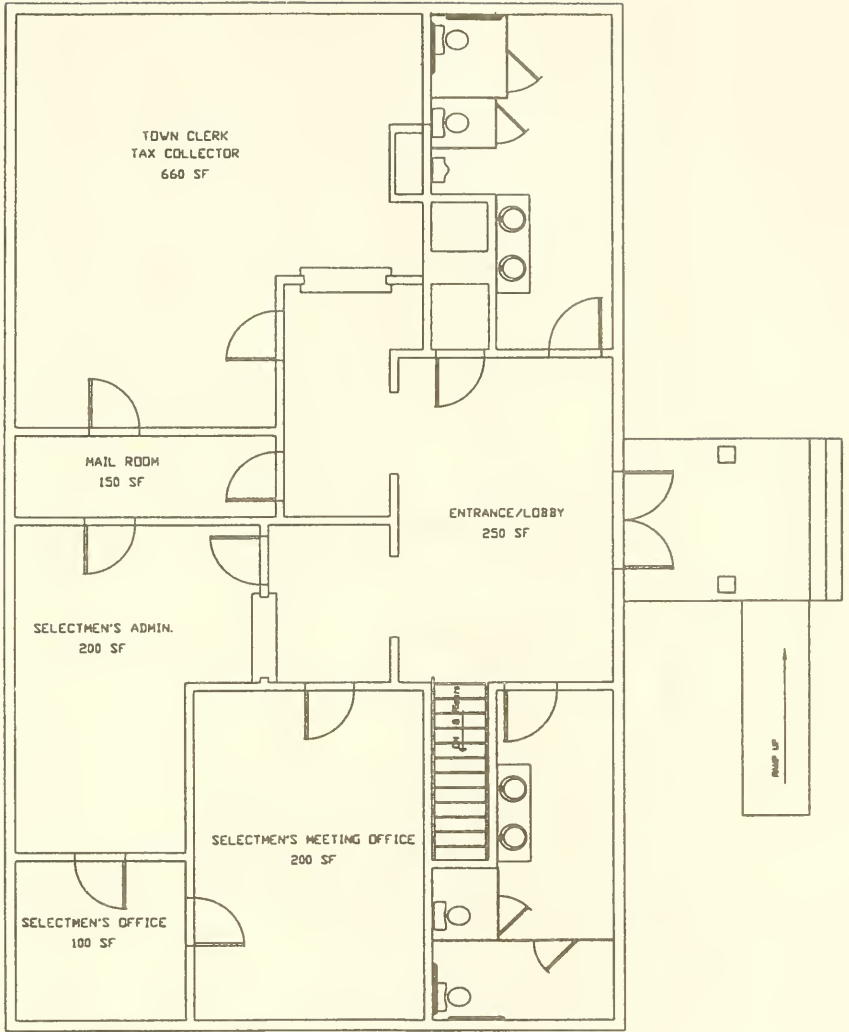 TOWN CLERK
TAX COLLECTOR
660 SF
MAIL ROOM
150 SF
ENTRANCE/LOBBY
250 SF
SELECTMEN'S ADMIN.
200 SF
SELECTMEN'S MEETING OFFICE
200 SF
SELECTMEN'S OFFICE
100 SF
RAMP UP